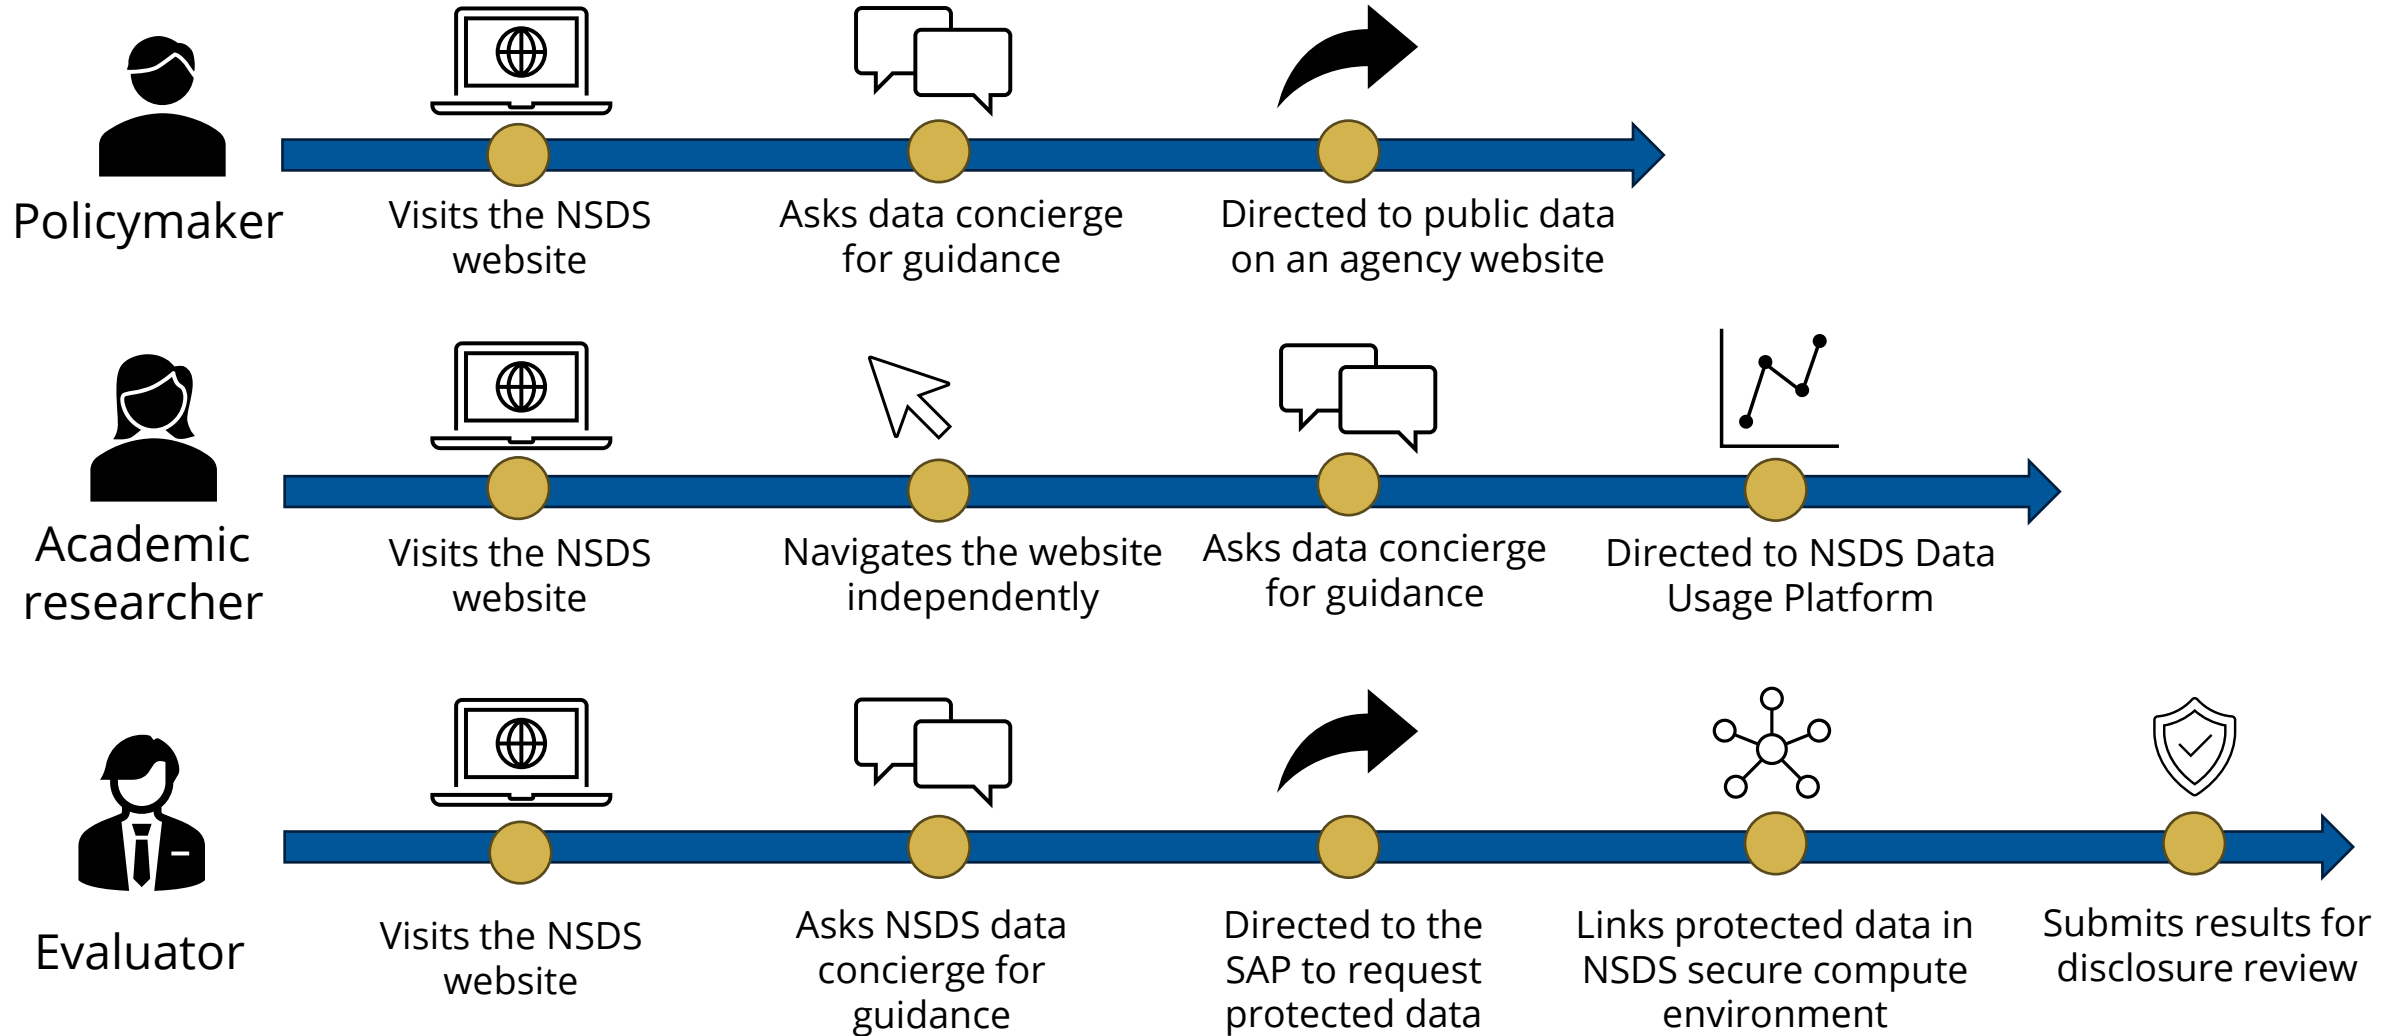 Policymaker
Visits the NSDS
website
Asks data concierge
for guidance
Directed to public data
on an agency website
Academic
researcher
Visits the NSDS
website
Navigates the website
independently
Asks data concierge
for guidance
Directed to NSDS Data
Usage Platform
Evaluator
Visits the NSDS
website
Asks NSDS data
concierge for
guidance
Directed to the
SAP to request
protected data
Links protected data in
NSDS secure compute
environment
Submits results for
disclosure review